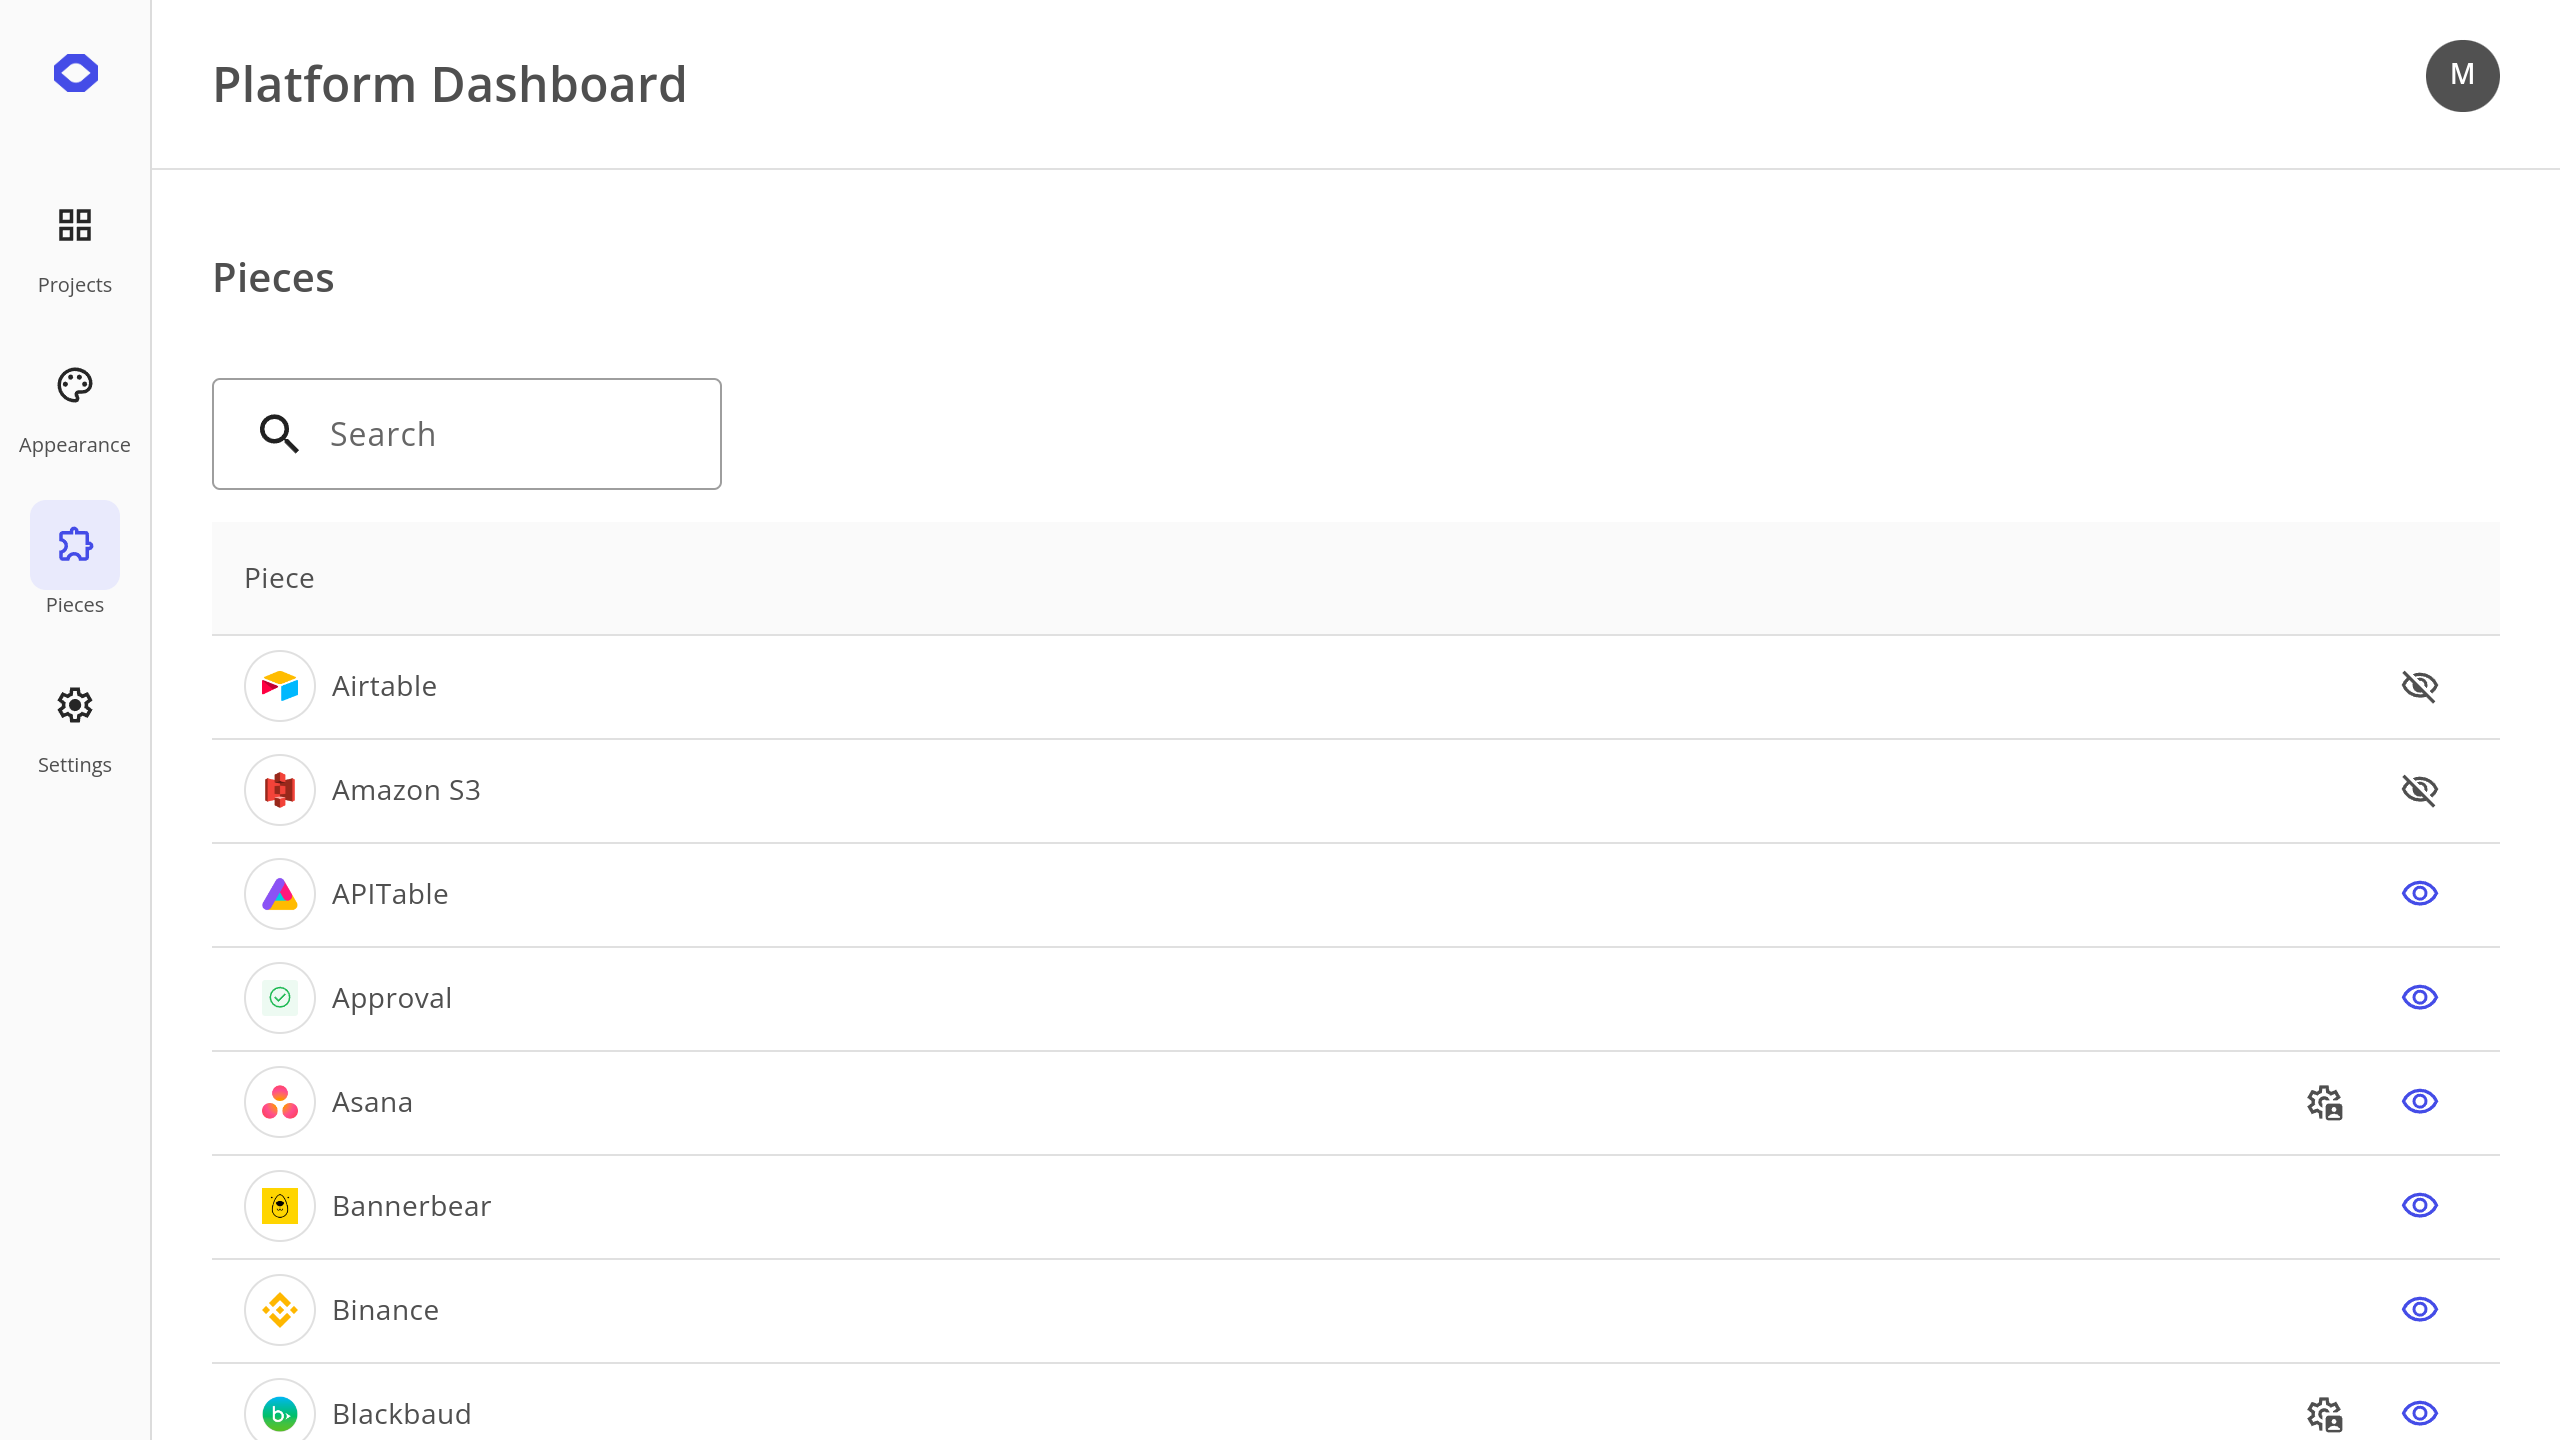 Platform Dashboard
M
Projects
Appearance
Pieces
Settings
Pieces
Search
Piece
Airtable
Amazon S3
APITable
Approval
Asana
Bannerbear
Binance
b
Blackbaud